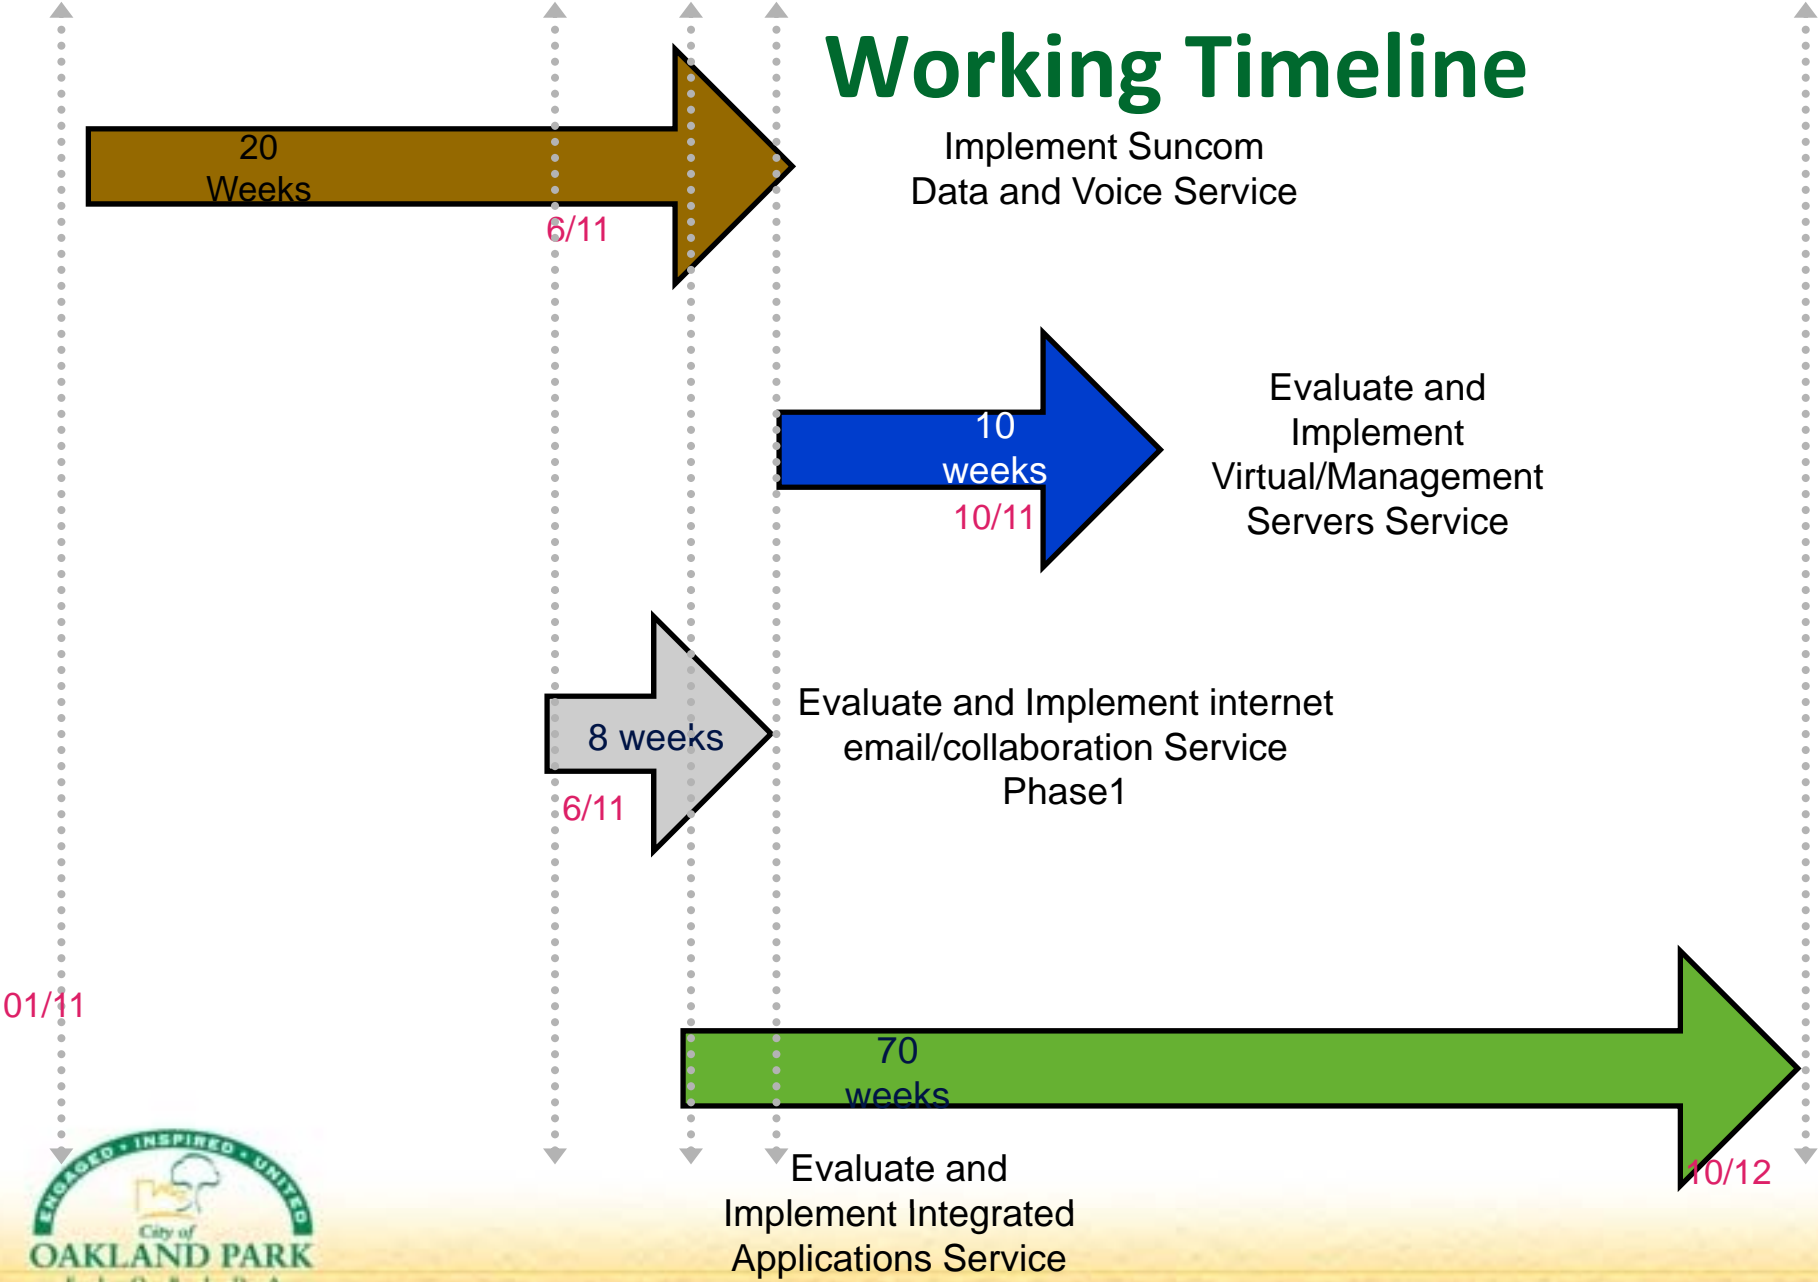 Working Timeline
20
Weeks
Implement Suncom
Data and Voice Service
6/11
10
weeks
10/11
Evaluate and
Implement
Virtual/Management
Servers Service
8 weeks
6/11
Evaluate and Implement internet
email/collaboration Service
Phase1
01/11
70
weeks
10/12
Evaluate and
Implement Integrated
Applications Service
ENGAGED • INSPIRED • UNITED
City of
OAKLAND PARK